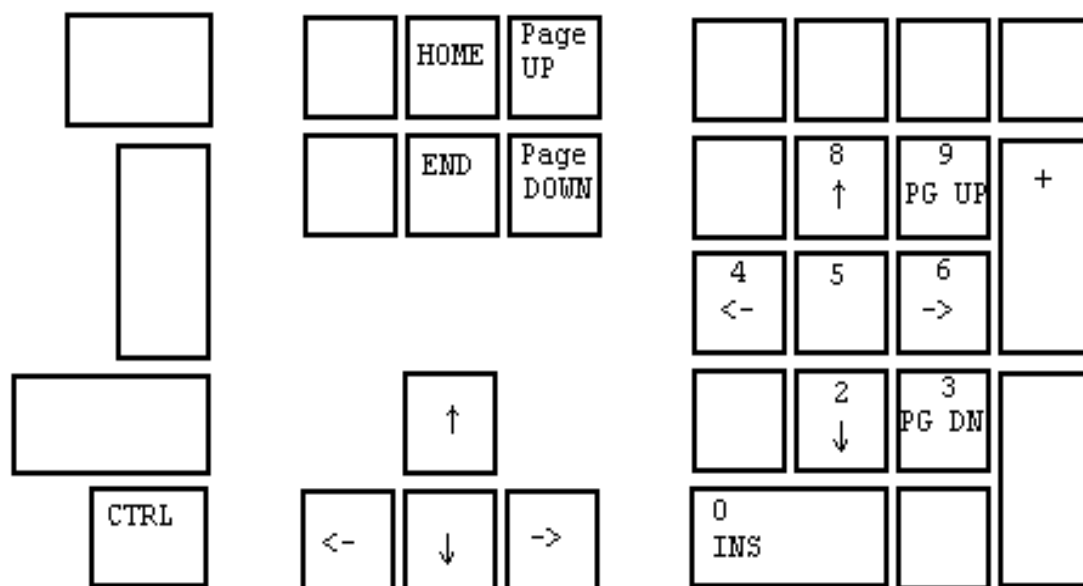 HOME
Page
UP
END
Page
DOWN
8
↑
9
PG UP
+
4
<-
5
6
->
↑
2
↓
3
PG DN
CTRL
<-
↓
->
0
INS